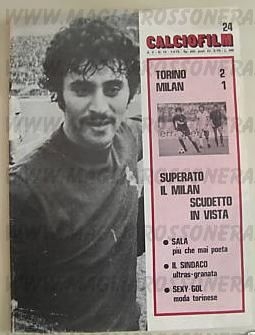 24
CALCIOFILM
TORINO 2
MILAN 1
SUPERATO
IL MILAN
SCUDETTO
IN VISTA
• SALA
più che mai poeta
• IL SINDACO
ultras-granata
• SEXY GOL
moda torinese